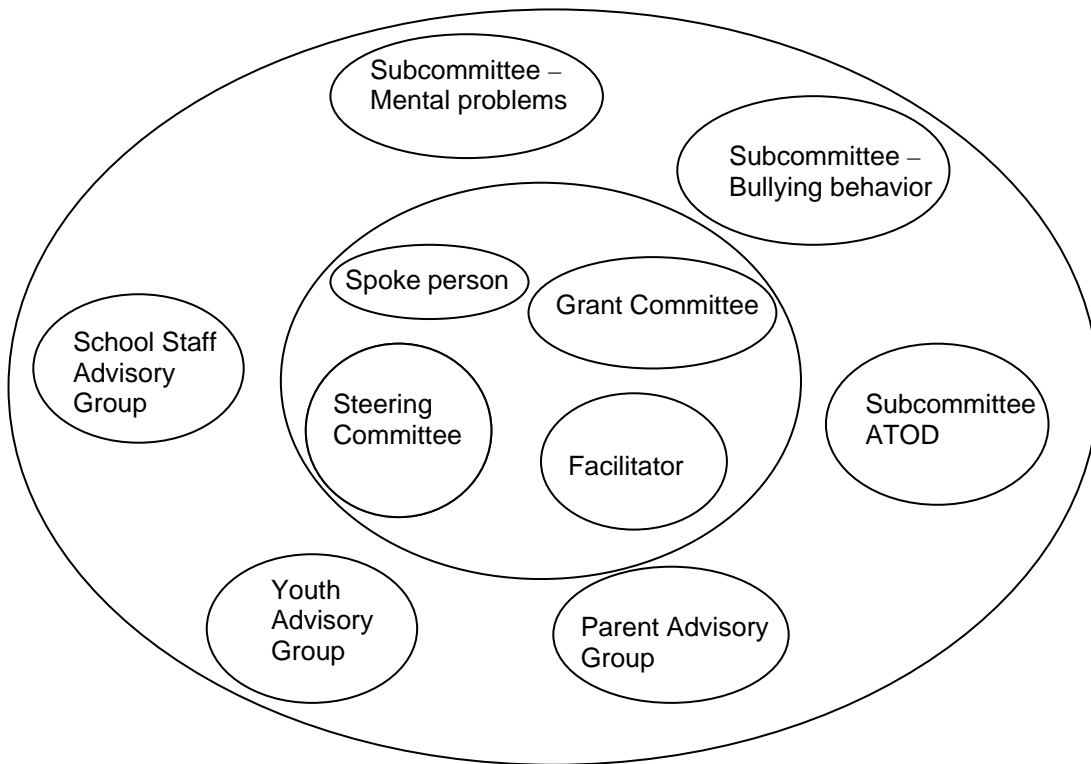 Subcommittee –
Mental problems
Subcommittee –
Bullying behavior
Spoke person
Grant Committee
School Staff
Advisory
Group
Steering
Committee
Subcommittee
ATOD
Facilitator
Youth
Advisory
Group
Parent Advisory
Group